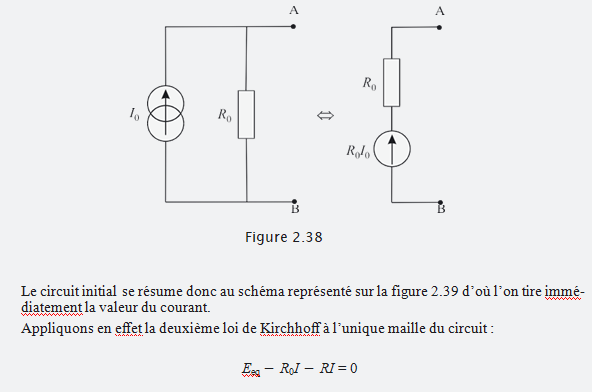 A
A
I₀
R₀
⇔
R₀
R₀I₀
B
B
Figure 2.38
Le circuit initial se résume donc au schéma représenté sur la figure 2.39 d'où l'on tire immé-
diatement la valeur du courant.
Appliquons en effet la deuxième loi de Kirchhoff à l'unique maille du circuit :
Eeq − R₀I − RI = 0